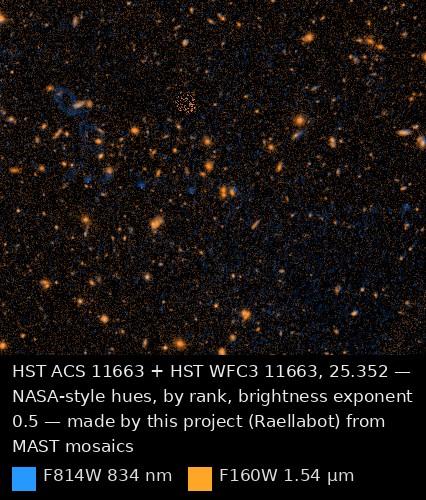 HST ACS 11663 + HST WFC3 11663, 25.352 —
NASA-style hues, by rank, brightness exponent
0.5 — made by this project (Raellabot) from
MAST mosaics
F814W 834 nm F160W 1.54 µm